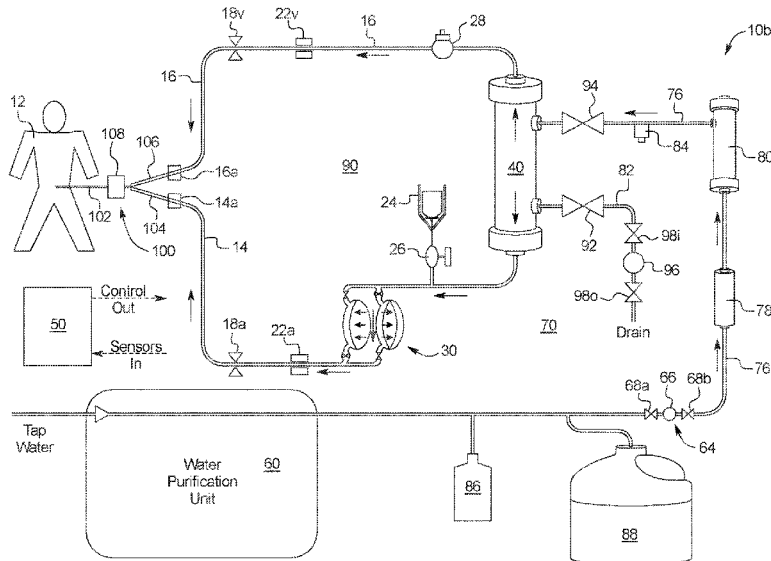 18v
22v
16
28
10b
16
94
76
12
108
106
84
80
16a
90
24
40
82
14a
102
104
100
26
92
98i
14
96
50
Control
Out
18a
22a
30
98o
78
Sensors
In
70
Drain
76
68a
66
68b
Tap
Water
60
64
Water
Purification
Unit
86
88